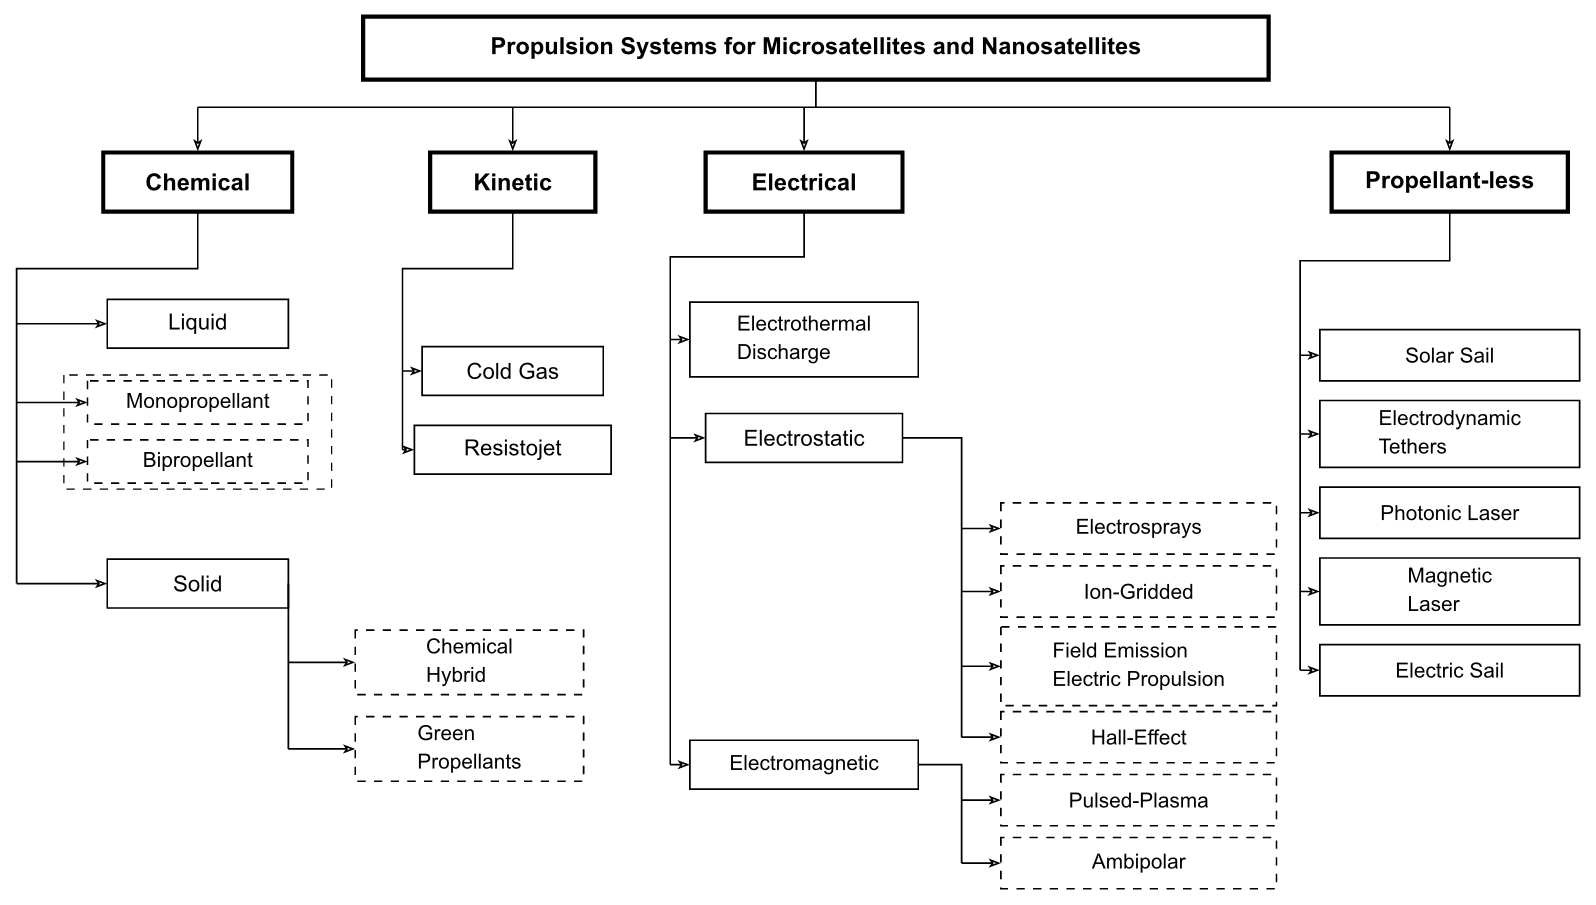 Propulsion Systems for Microsatellites and Nanosatellites
Chemical
Kinetic
Electrical
Propellant-less
Liquid
Monopropellant
Bipropellant
Solid
Chemical
Hybrid
Green
Propellants
Cold Gas
Resistojet
Electrothermal
Discharge
Electrostatic
Electrosprays
Ion-Gridded
Field Emission
Electric Propulsion
Hall-Effect
Electromagnetic
Pulsed-Plasma
Ambipolar
Solar Sail
Electrodynamic
Tethers
Photonic Laser
Magnetic
Laser
Electric Sail